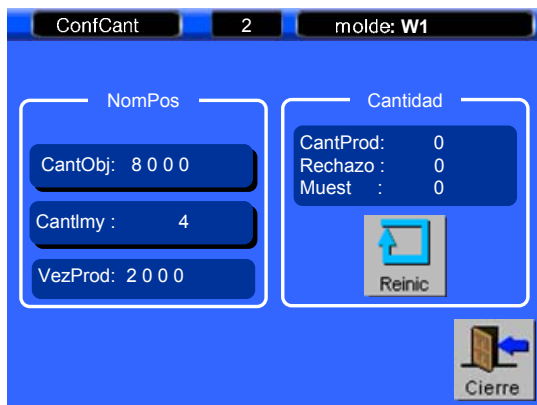 ConfCant 2 molde: W1
NomPos
CantObj: 8 0 0 0
CantImy : 4
VezProd: 2 0 0 0
Cantidad
CantProd: 0
Rechazo : 0
Muest : 0
Reinic
Cierre